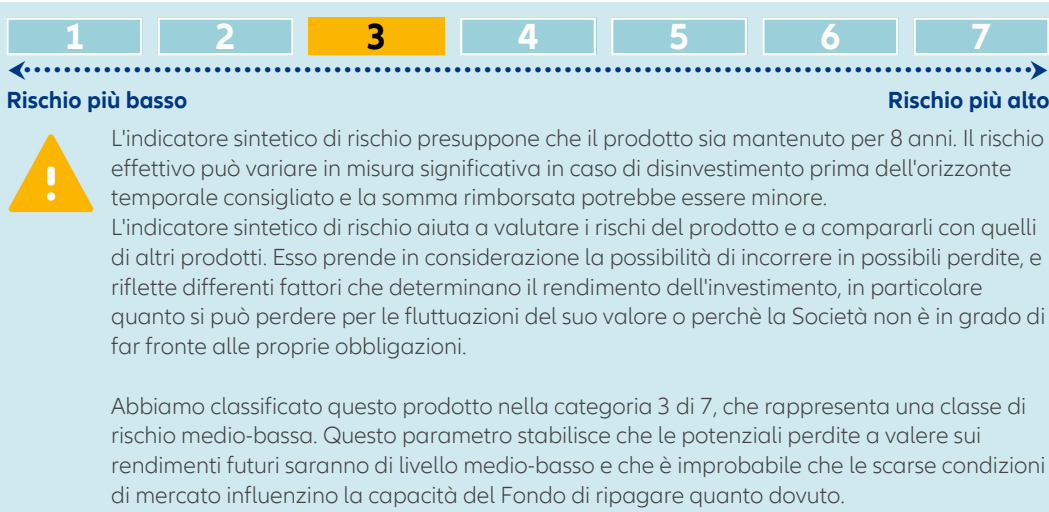 1 2 3 4 5 6 7
Rischio più basso Rischio più alto
L'indicatore sintetico di rischio presuppone che il prodotto sia mantenuto per 8 anni. Il rischio
effettivo può variare in misura significativa in caso di disinvestimento prima dell'orizzonte
temporale consigliato e la somma rimborsata potrebbe essere minore.
L'indicatore sintetico di rischio aiuta a valutare i rischi del prodotto e a compararli con quelli
di altri prodotti. Esso prende in considerazione la possibilità di incorrere in possibili perdite, e
riflette differenti fattori che determinano il rendimento dell'investimento, in particolare
quanto si può perdere per le fluttuazioni del suo valore o perchè la Società non è in grado di
far fronte alle proprie obbligazioni.
Abbiamo classificato questo prodotto nella categoria 3 di 7, che rappresenta una classe di
rischio medio-bassa. Questo parametro stabilisce che le potenziali perdite a valere sui
rendimenti futuri saranno di livello medio-basso e che è improbabile che le scarse condizioni
di mercato influenzino la capacità del Fondo di ripagare quanto dovuto.